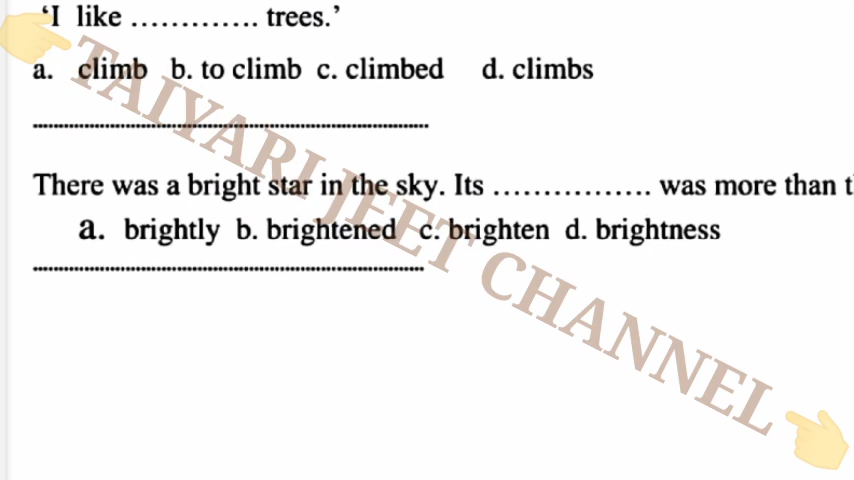 ‘I like ............. trees.’
a. climb b. to climb c. climbed d. climbs
There was a bright star in the sky. Its ................ was more than
a. brightly b. brightened c. brighten d. brightness
TAIYARI JEET CHANNEL